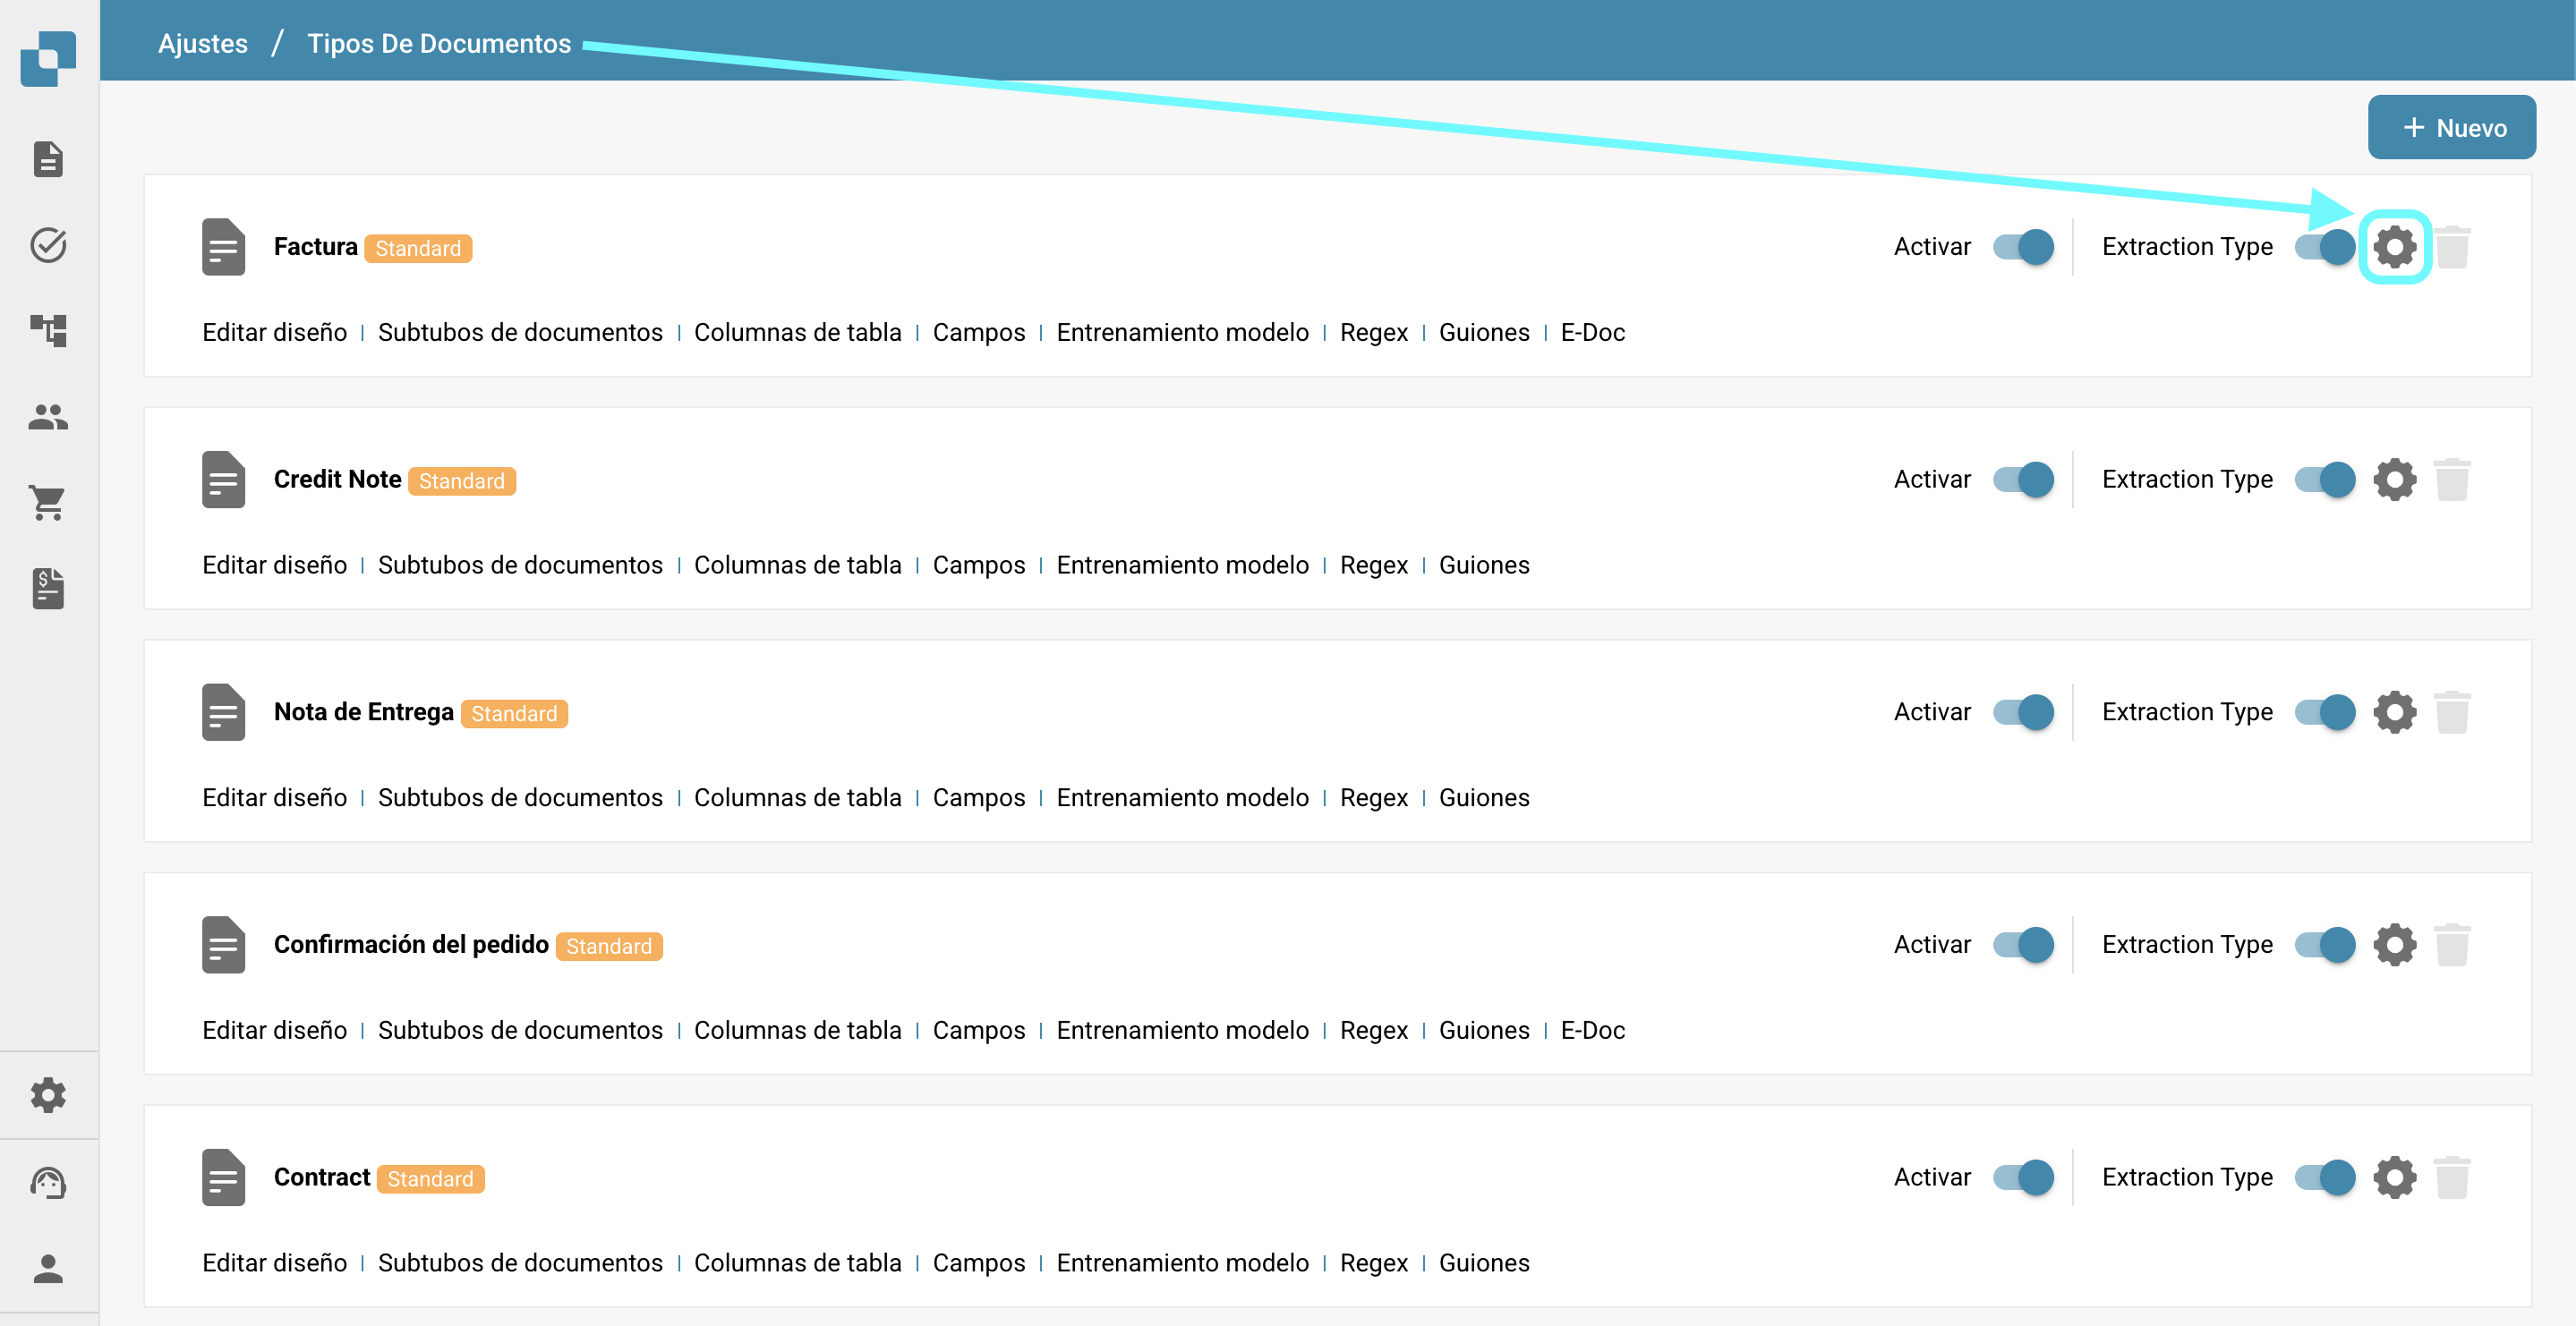 Ajustes / Tipos De Documentos
+ Nuevo
Factura Standard Activar Extraction Type
Editar diseño | Subtubos de documentos | Columnas de tabla | Campos | Entrenamiento modelo | Regex | Guiones | E-Doc
Credit Note Standard Activar Extraction Type
Editar diseño | Subtubos de documentos | Columnas de tabla | Campos | Entrenamiento modelo | Regex | Guiones
Nota de Entrega Standard Activar Extraction Type
Editar diseño | Subtubos de documentos | Columnas de tabla | Campos | Entrenamiento modelo | Regex | Guiones
Confirmación del pedido Standard Activar Extraction Type
Editar diseño | Subtubos de documentos | Columnas de tabla | Campos | Entrenamiento modelo | Regex | Guiones | E-Doc
Contract Standard Activar Extraction Type
Editar diseño | Subtubos de documentos | Columnas de tabla | Campos | Entrenamiento modelo | Regex | Guiones